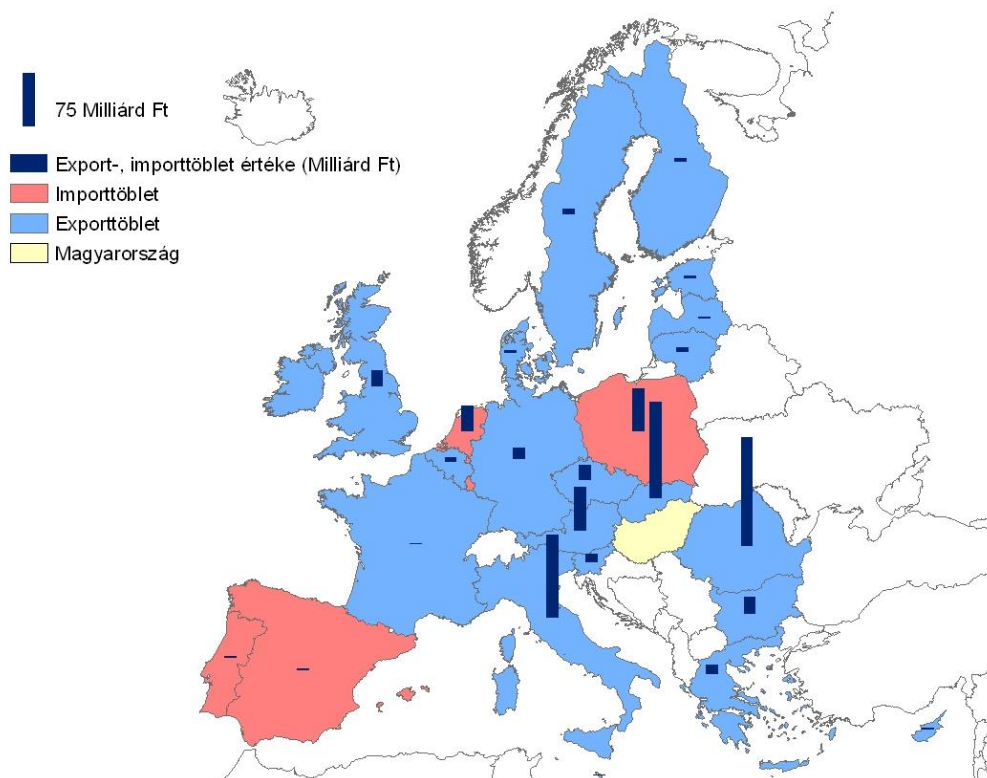 75 Milliárd Ft
Export-, importtöblet értéke (Milliárd Ft)
Importtöblet
Exporttöblet
Magyarország